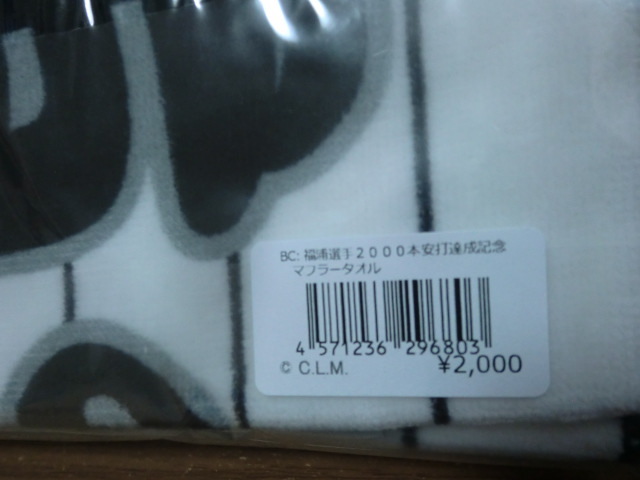 BC: 福浦選手2000本安打達成記念
マフラータオル
4 571236 296803
© C.L.M.
¥2,000